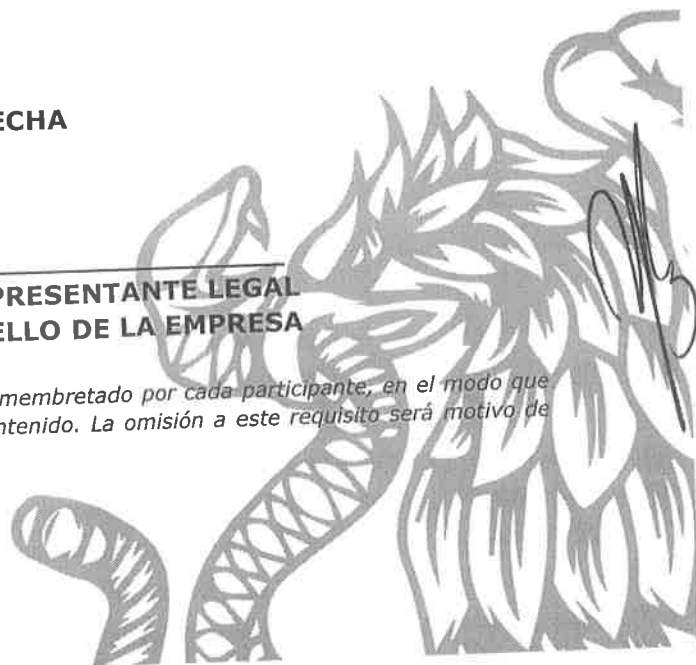 ECHA
PRESENTANTE LEGAL
ELLO DE LA EMPRESA
membretado por cada participante, en el modo que
ntenido. La omisión a este requisito será motivo de